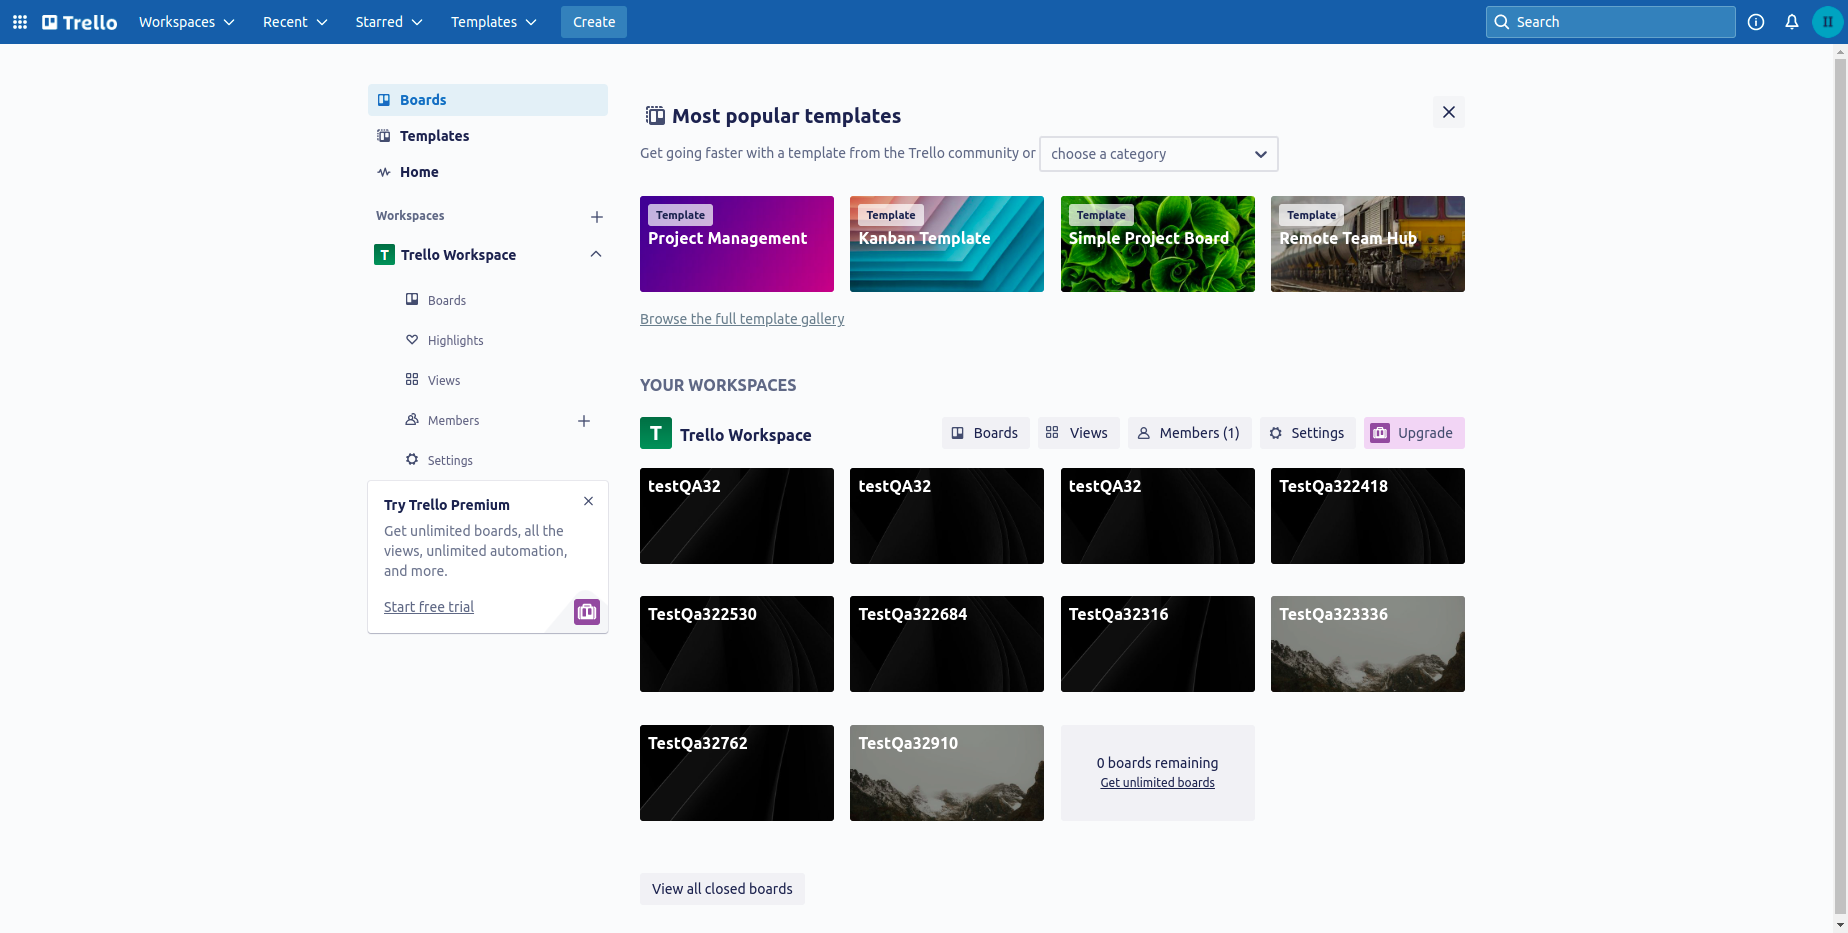 Trello
Workspaces
Recent
Starred
Templates
Create
Search
II
Boards
Templates
Home
Workspaces
T Trello Workspace
Boards
Highlights
Views
Members
Settings
Try Trello Premium
Get unlimited boards, all the
views, unlimited automation,
and more.
Start free trial
Most popular templates
Get going faster with a template from the Trello community or choose a category
Template
Project Management
Template
Kanban Template
Template
Simple Project Board
Template
Remote Team Hub
Browse the full template gallery
YOUR WORKSPACES
T Trello Workspace
Boards
Views
Members (1)
Settings
Upgrade
testQA32
testQA32
testQA32
TestQa322418
TestQa322530
TestQa322684
TestQa32316
TestQa323336
TestQa32762
TestQa32910
0 boards remaining
Get unlimited boards
View all closed boards